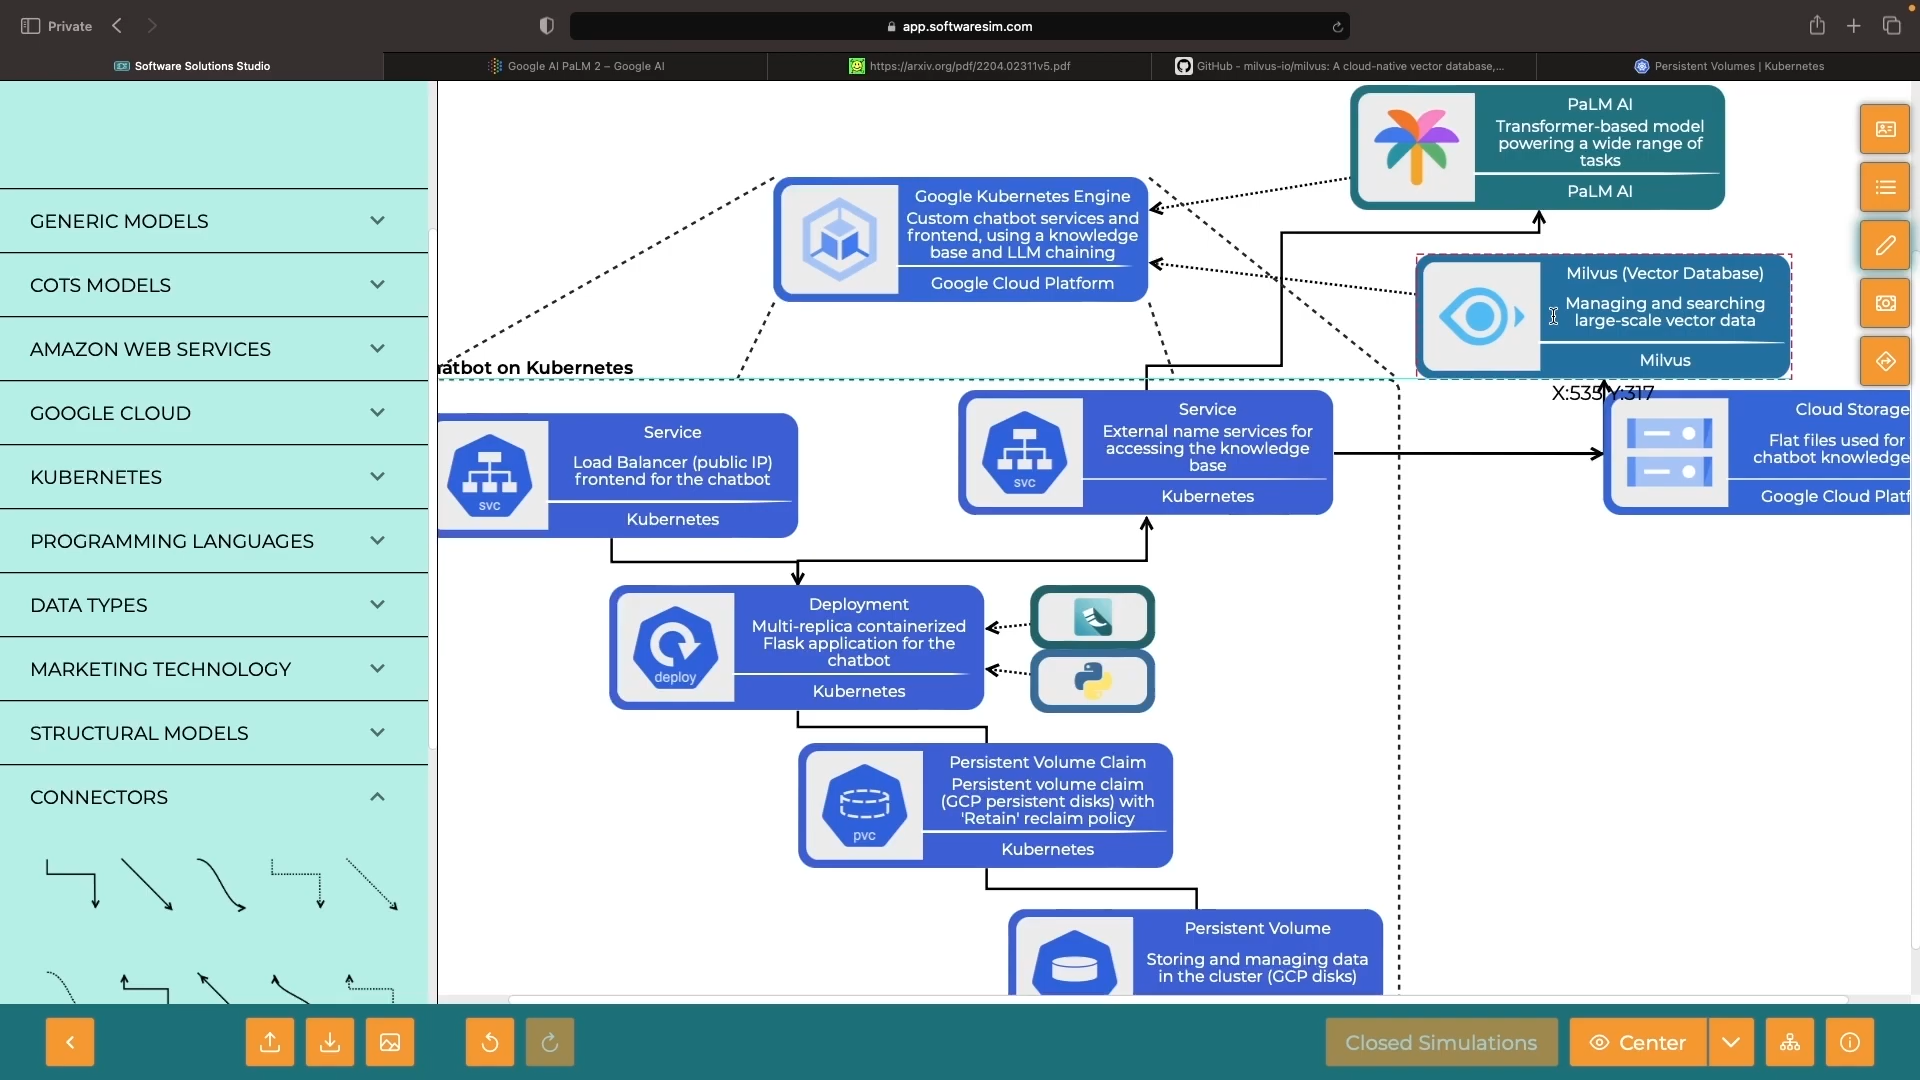 Private
app.softwaresim.com
Software Solutions Studio
Google AI PaLM 2 – Google AI
https://arxiv.org/pdf/2204.02311v5.pdf
GitHub - milvus-io/milvus: A cloud-native vector database,...
Persistent Volumes | Kubernetes
GENERIC MODELS
COTS MODELS
AMAZON WEB SERVICES
GOOGLE CLOUD
KUBERNETES
PROGRAMMING LANGUAGES
DATA TYPES
MARKETING TECHNOLOGY
STRUCTURAL MODELS
CONNECTORS
PaLM AI
Transformer-based model
powering a wide range of
tasks
PaLM AI
Google Kubernetes Engine
Custom chatbot services and
frontend, using a knowledge
base and LLM chaining
Google Cloud Platform
Milvus (Vector Database)
Managing and searching
large-scale vector data
Milvus
X:535 Y:317
atbot on Kubernetes
svc
Service
Load Balancer (public IP)
frontend for the chatbot
Kubernetes
svc
Service
External name services for
accessing the knowledge
base
Kubernetes
Cloud Storage
Flat files used for
chatbot knowledge
Google Cloud Platf
deploy
Deployment
Multi-replica containerized
Flask application for the
chatbot
Kubernetes
pvc
Persistent Volume Claim
Persistent volume claim
(GCP persistent disks) with
'Retain' reclaim policy
Kubernetes
Persistent Volume
Storing and managing data
in the cluster (GCP disks)
Closed Simulations
Center